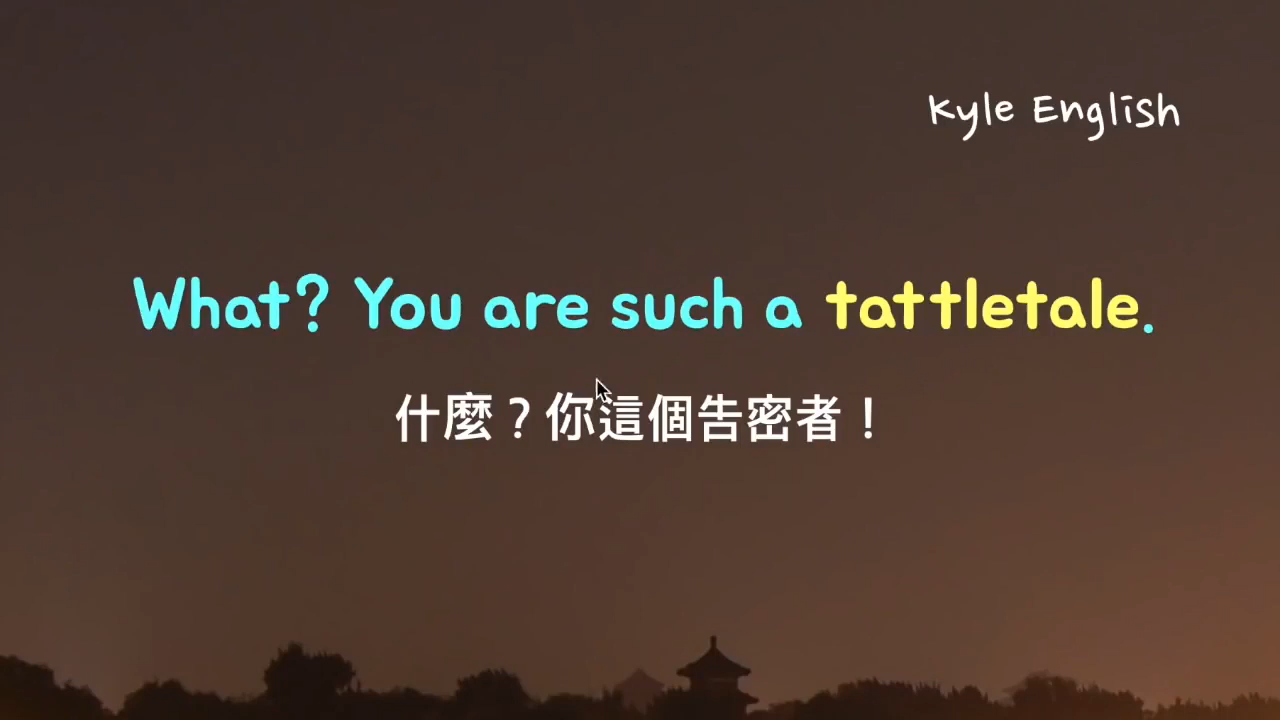 Kyle English
What? You are such a tattletale.
什麼？你這個告密者！